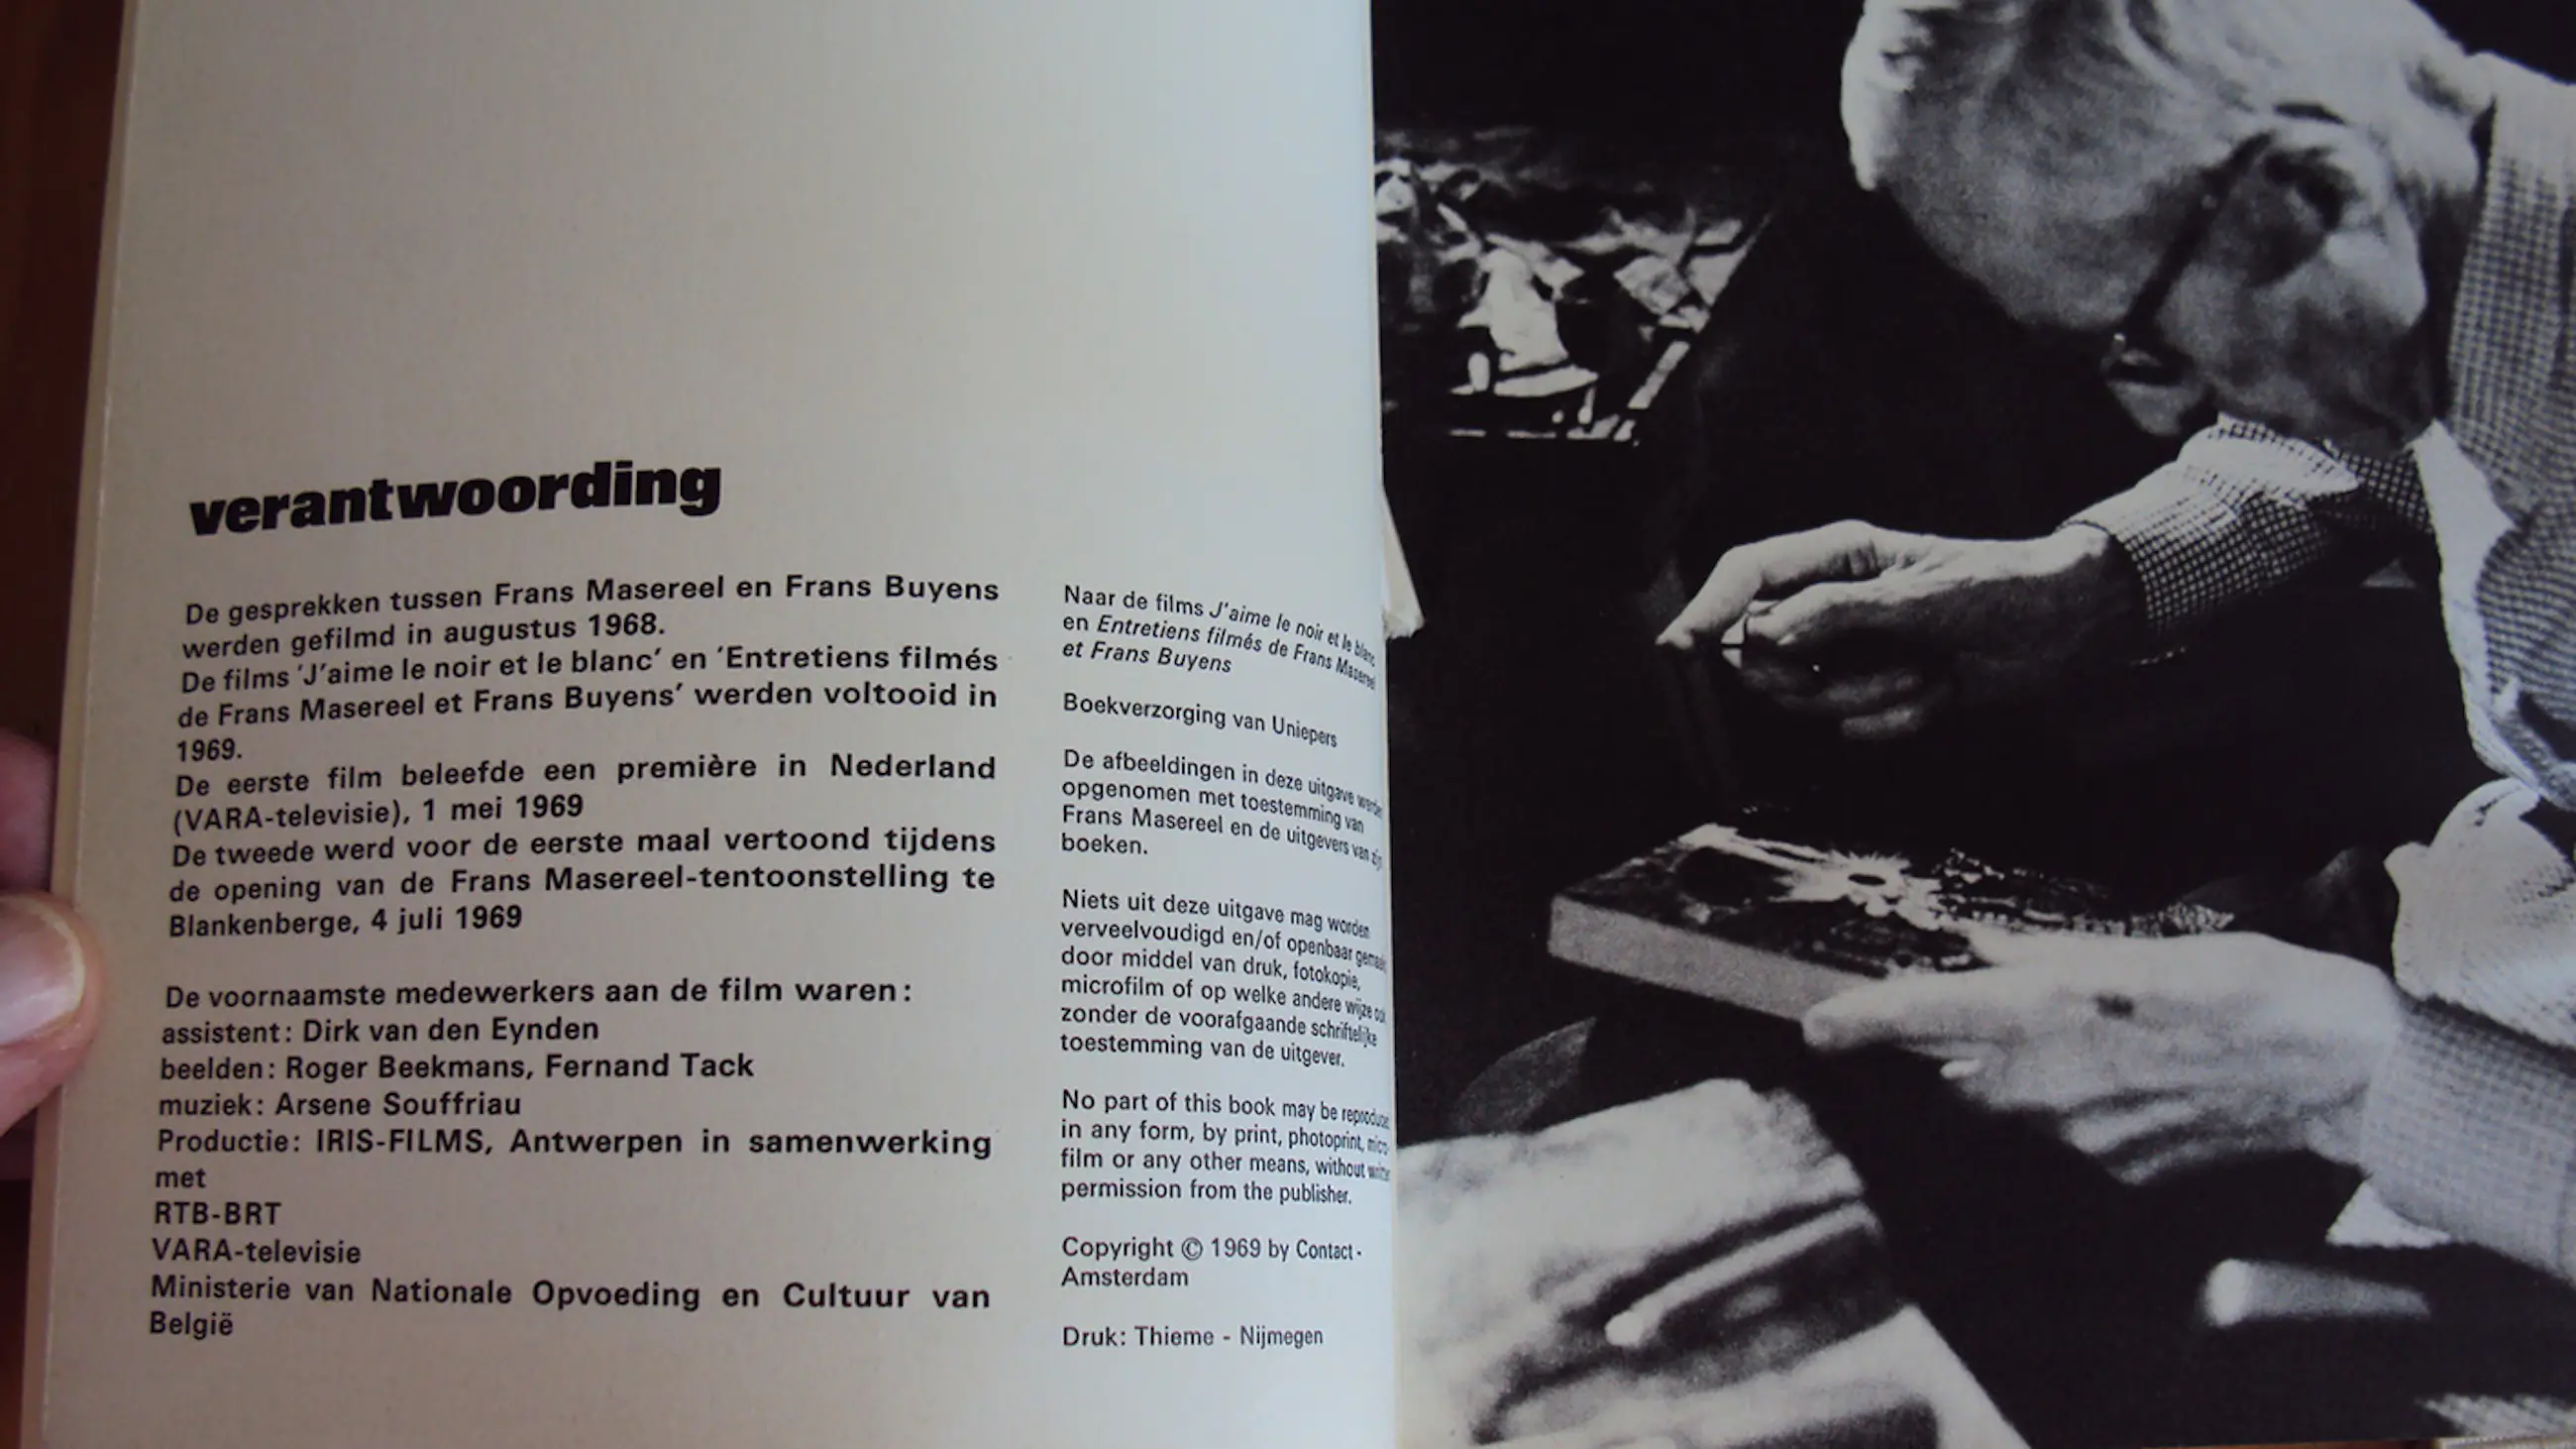 verantwoording
De gesprekken tussen Frans Masereel en Frans Buyens
werden gefilmd in augustus 1968.
De films 'J'aime le noir et le blanc' en 'Entretiens filmés
de Frans Masereel et Frans Buyens' werden voltooid in
1969.
De eerste film beleefde een première in Nederland
(VARA-televisie), 1 mei 1969
De tweede werd voor de eerste maal vertoond tijdens
de opening van de Frans Masereel-tentoonstelling te
Blankenberge, 4 juli 1969
De voornaamste medewerkers aan de film waren:
assistent: Dirk van den Eynden
beelden: Roger Beekmans, Fernand Tack
muziek: Arsene Souffriau
Productie: IRIS-FILMS, Antwerpen in samenwerking
met
RTB-BRT
VARA-televisie
Ministerie van Nationale Opvoeding en Cultuur van
België
Naar de films J'aime le noir et le blanc
en Entretiens filmés de Frans Masereel
et Frans Buyens
Boekverzorging van Uniepers
De afbeeldingen in deze uitgave werden
opgenomen met toestemming van
Frans Masereel en de uitgevers van zijn
boeken.
Niets uit deze uitgave mag worden
verveelvoudigd en/of openbaar gemaakt
door middel van druk, fotokopie,
microfilm of op welke andere wijze ook
zonder de voorafgaande schriftelijke
toestemming van de uitgever.
No part of this book may be reproduced
in any form, by print, photoprint, micro-
film or any other means, without written
permission from the publisher.
Copyright © 1969 by Contact -
Amsterdam
Druk: Thieme - Nijmegen